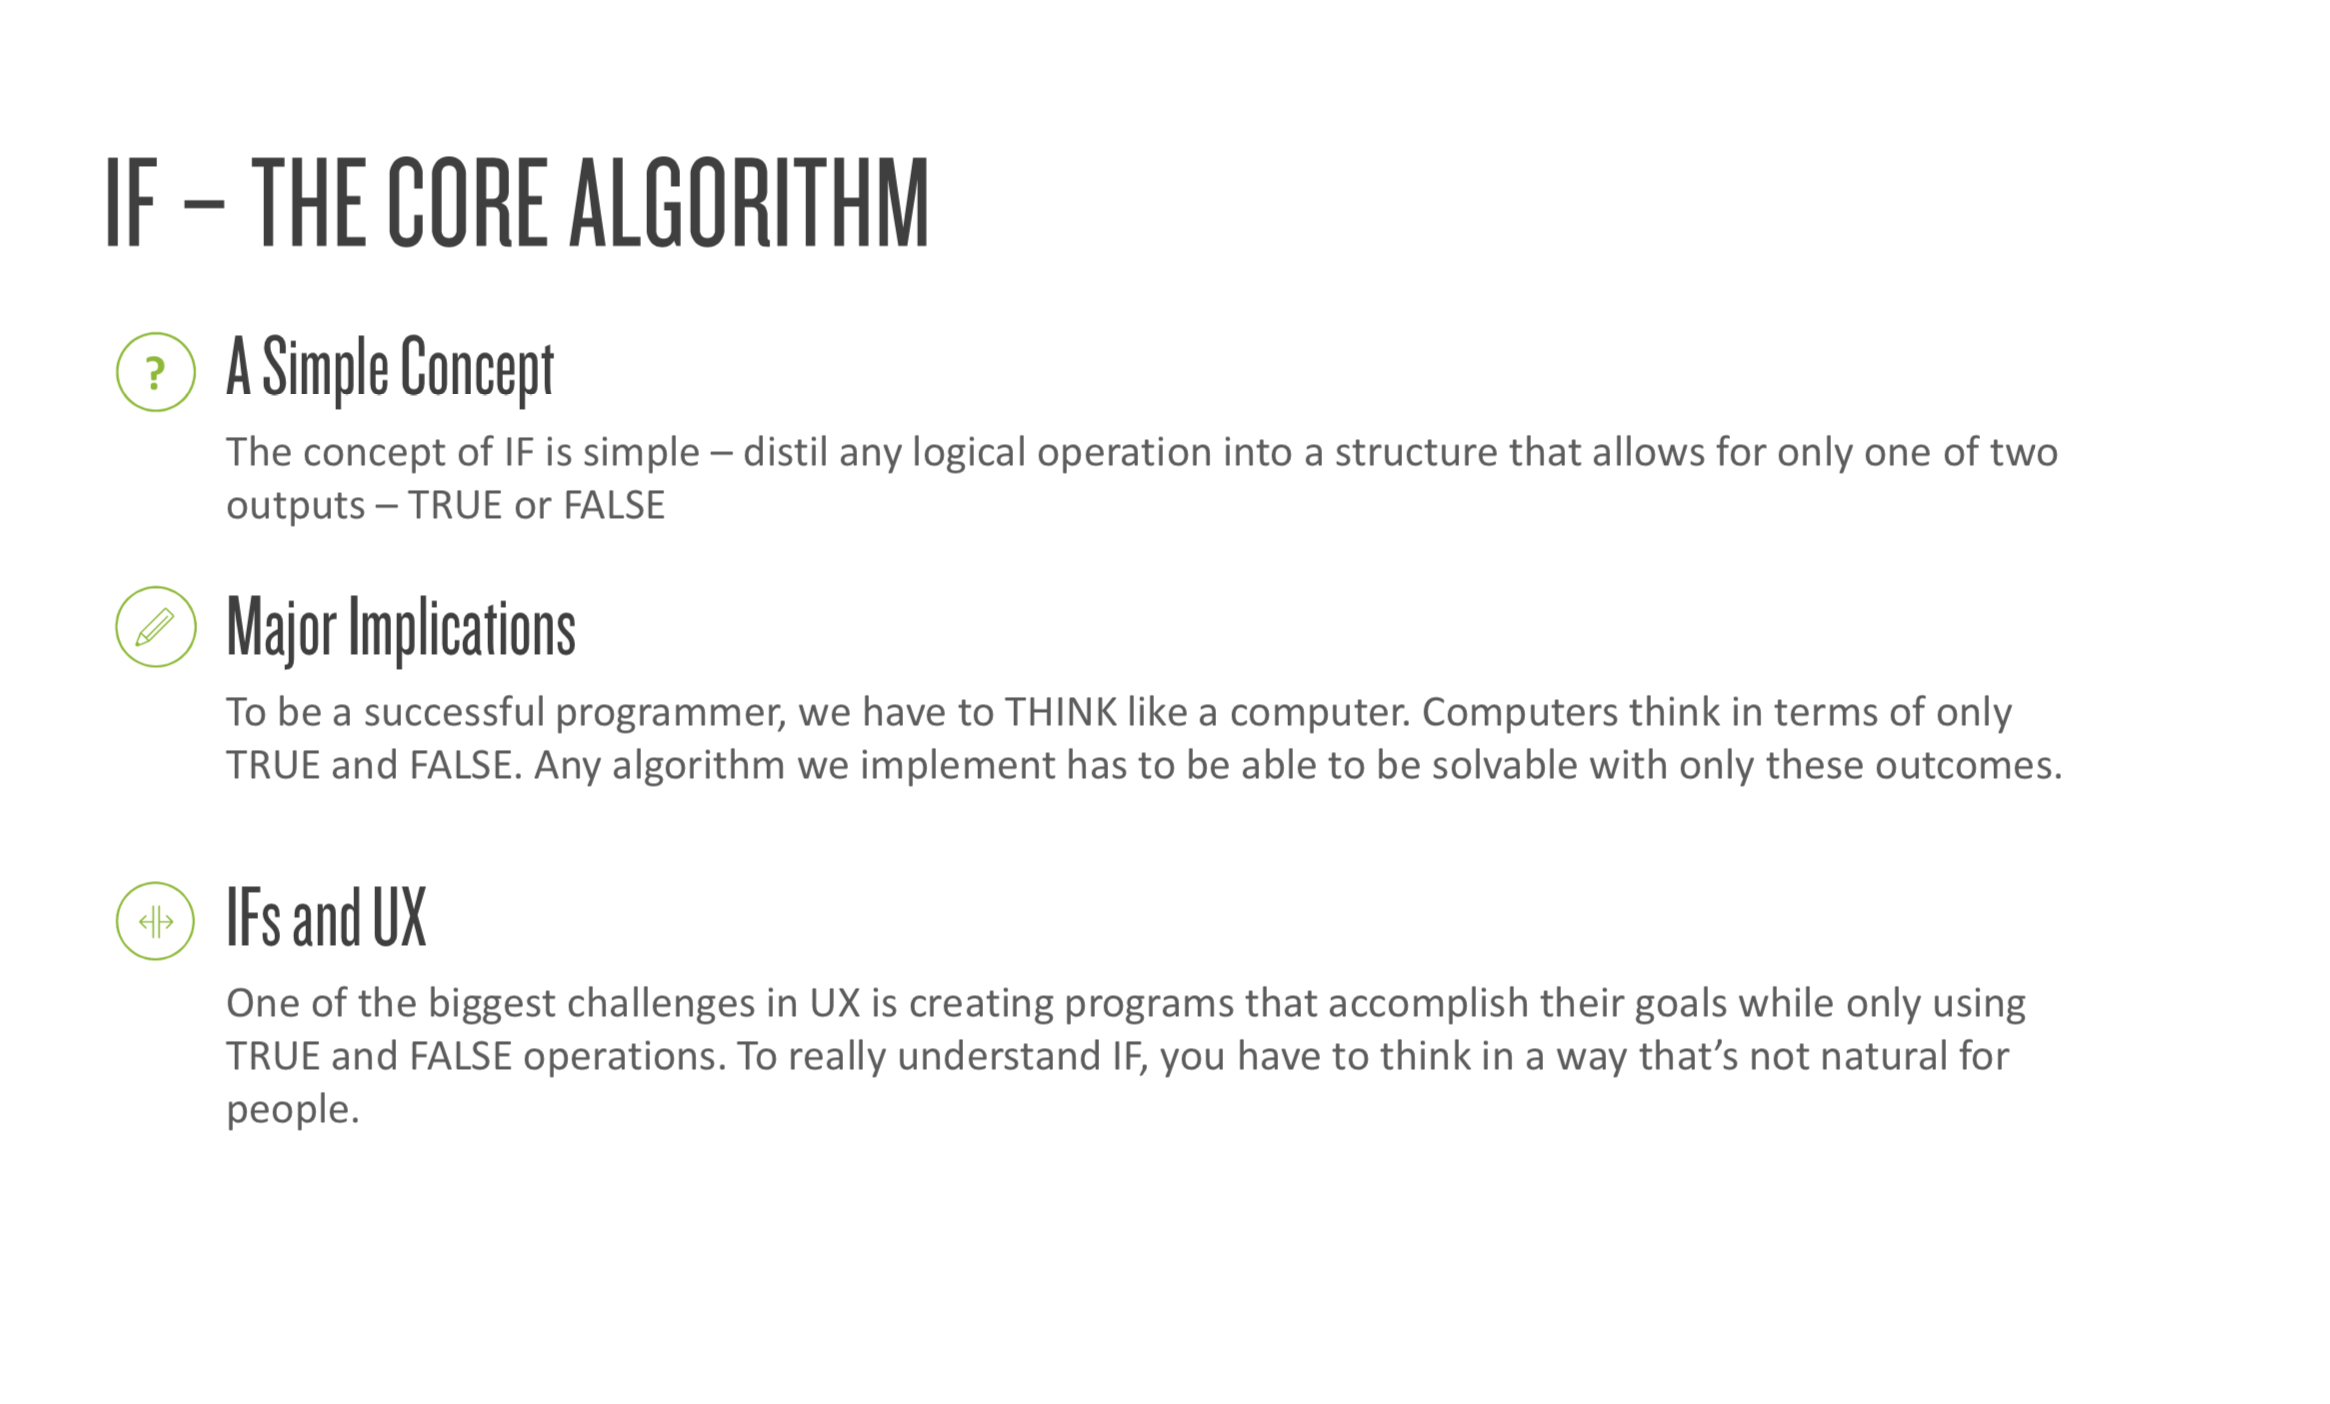 IF – THE CORE ALGORITHM
?
A Simple Concept
The concept of IF is simple – distil any logical operation into a structure that allows for only one of two
outputs – TRUE or FALSE
Major Implications
To be a successful programmer, we have to THINK like a computer. Computers think in terms of only
TRUE and FALSE. Any algorithm we implement has to be able to be solvable with only these outcomes.
IFs and UX
One of the biggest challenges in UX is creating programs that accomplish their goals while only using
TRUE and FALSE operations. To really understand IF, you have to think in a way that’s not natural for
people.